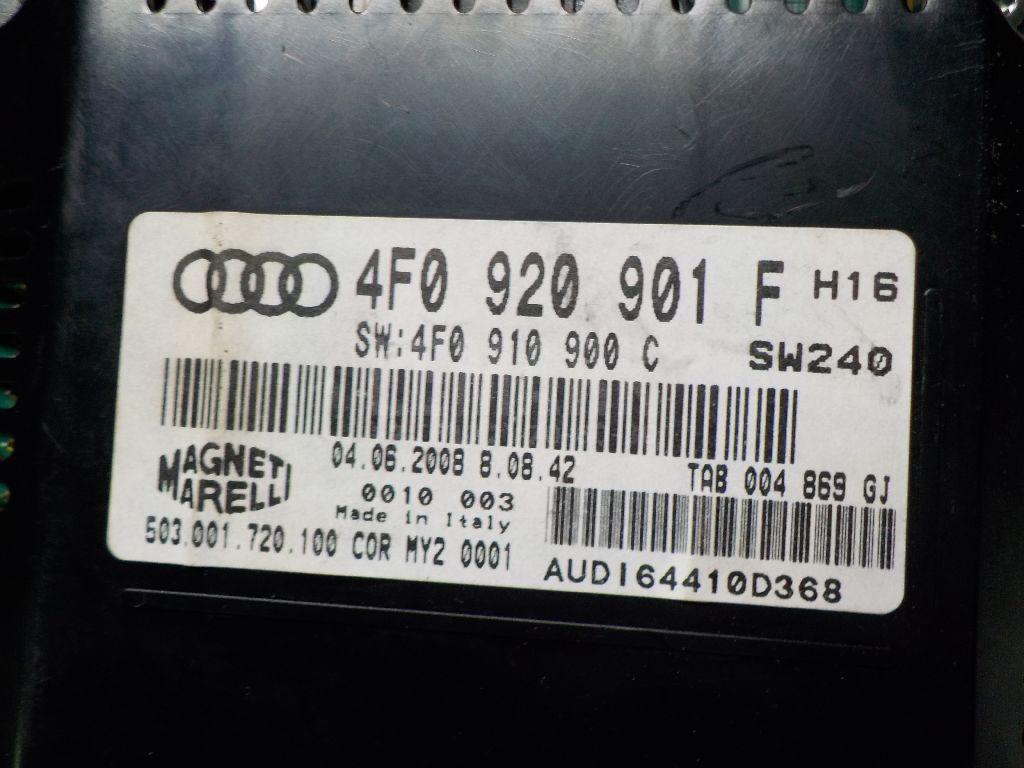 4F0 920 901 F H16
SW:4F0 910 900 C SW240
04.06.2008 8.08.42 TAB 004 869 GJ
MAGNETI MARELLI
0010 003
Made in Italy
503.001.720.100 COR MY2 0001
AUDI64410D368